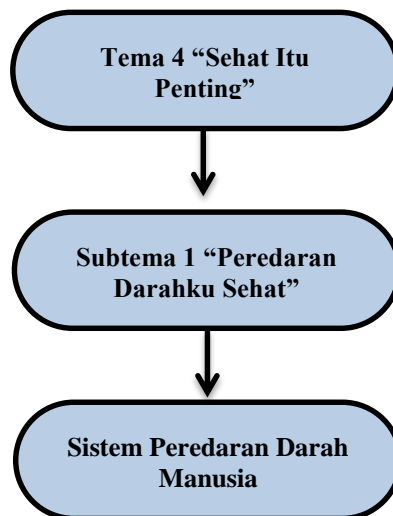 Tema 4 “Sehat Itu
Penting”
Subtema 1 “Peredaran
Darahku Sehat”
Sistem Peredaran Darah
Manusia